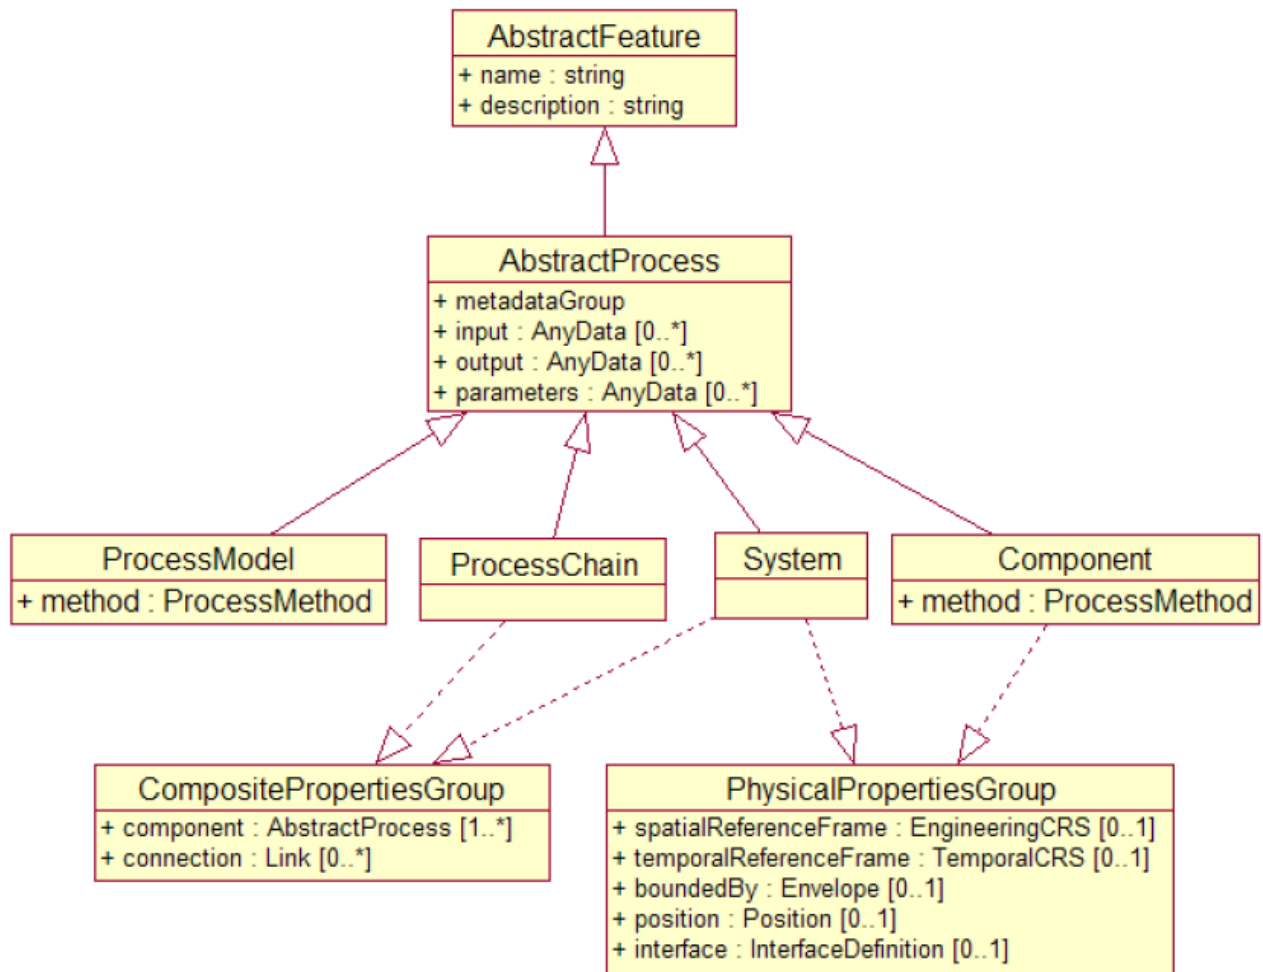 AbstractFeature
+ name : string
+ description : string
AbstractProcess
+ metadataGroup
+ input : AnyData [0..*]
+ output : AnyData [0..*]
+ parameters : AnyData [0..*]
ProcessModel
+ method : ProcessMethod
ProcessChain
System
Component
+ method : ProcessMethod
CompositePropertiesGroup
+ component : AbstractProcess [1..*]
+ connection : Link [0..*]
PhysicalPropertiesGroup
+ spatialReferenceFrame : EngineeringCRS [0..1]
+ temporalReferenceFrame : TemporalCRS [0..1]
+ boundedBy : Envelope [0..1]
+ position : Position [0..1]
+ interface : InterfaceDefinition [0..1]